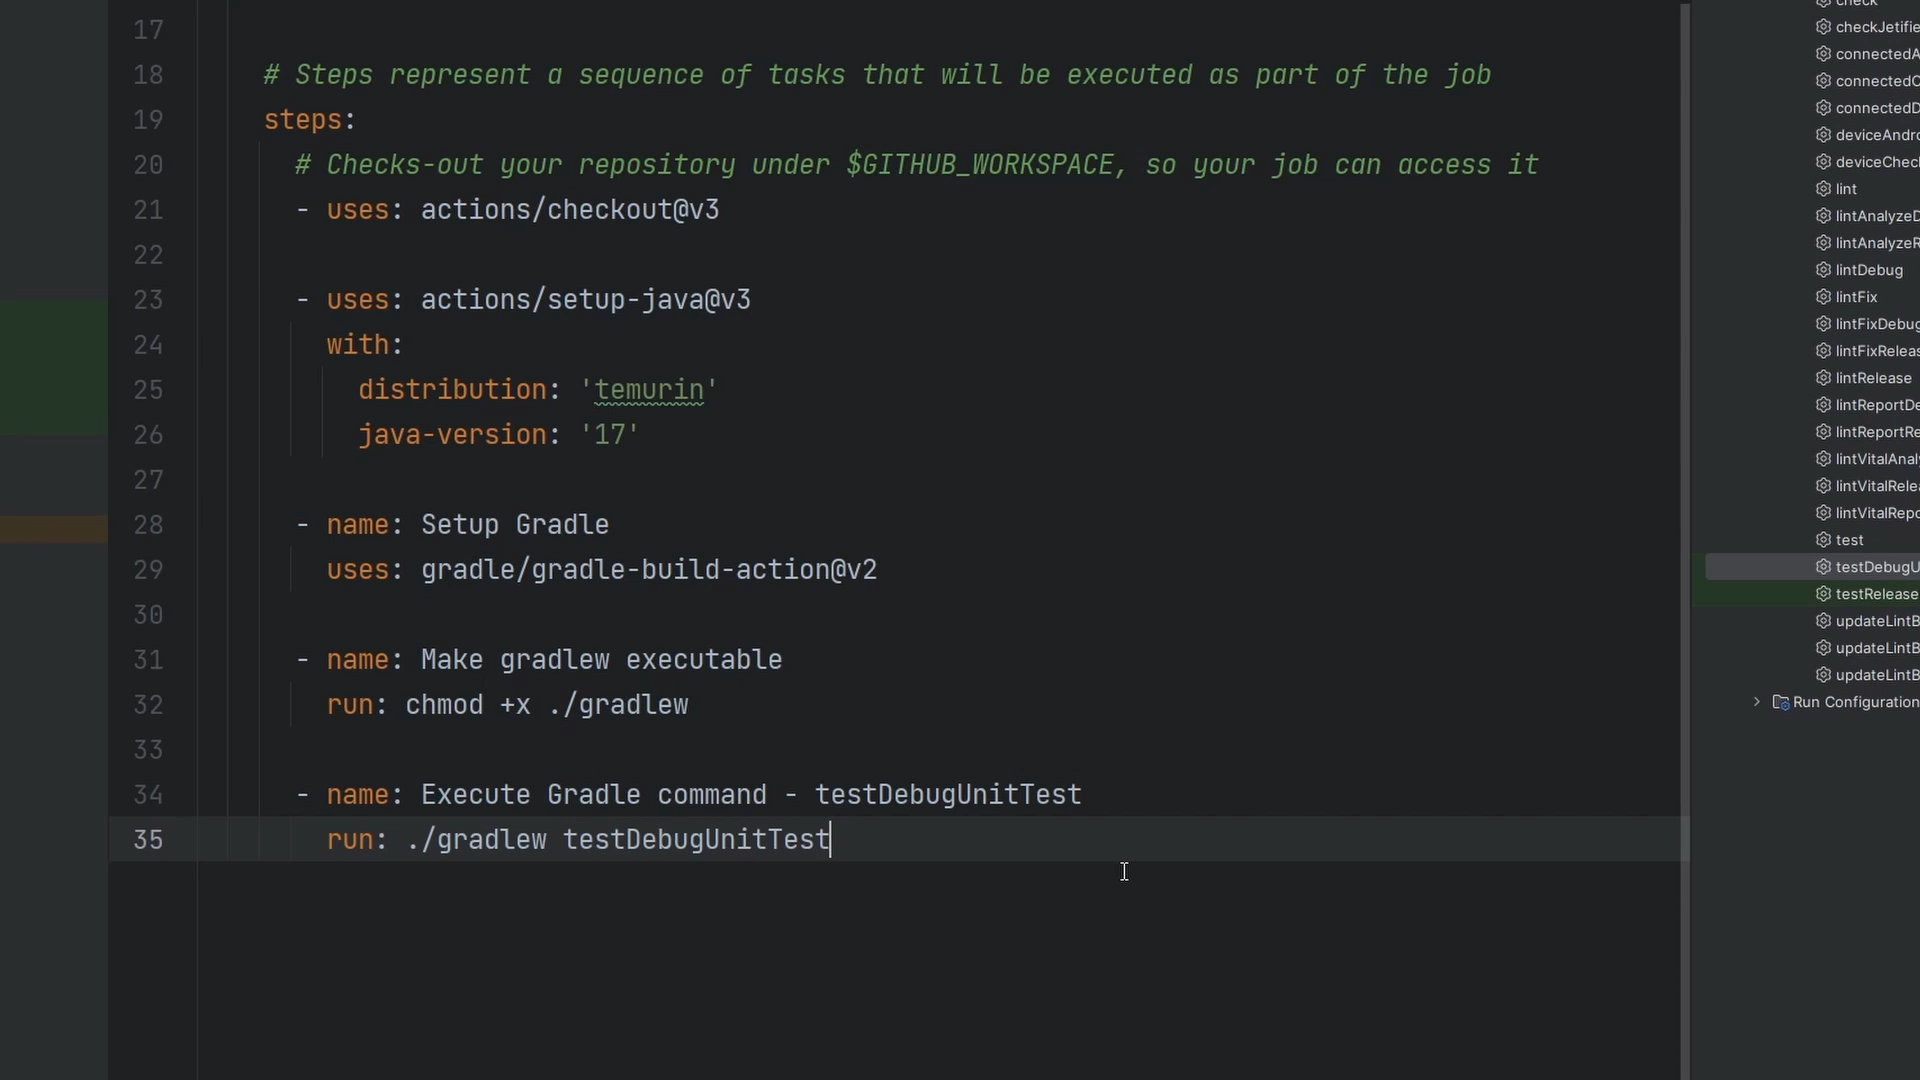 17
18 # Steps represent a sequence of tasks that will be executed as part of the job
19 steps:
20 # Checks-out your repository under $GITHUB_WORKSPACE, so your job can access it
21 - uses: actions/checkout@v3
22
23 - uses: actions/setup-java@v3
24 with:
25 distribution: 'temurin'
26 java-version: '17'
27
28 - name: Setup Gradle
29 uses: gradle/gradle-build-action@v2
30
31 - name: Make gradlew executable
32 run: chmod +x ./gradlew
33
34 - name: Execute Gradle command - testDebugUnitTest
35 run: ./gradlew testDebugUnitTest
check
checkJetifie
connectedA
connectedC
connectedD
deviceAndro
deviceChec
lint
lintAnalyzeD
lintAnalyzeR
lintDebug
lintFix
lintFixDebug
lintFixReleas
lintRelease
lintReportDe
lintReportRe
lintVitalAnaly
lintVitalRelea
lintVitalRepo
test
testDebugU
testRelease
updateLintB
updateLintB
updateLintB
Run Configuration